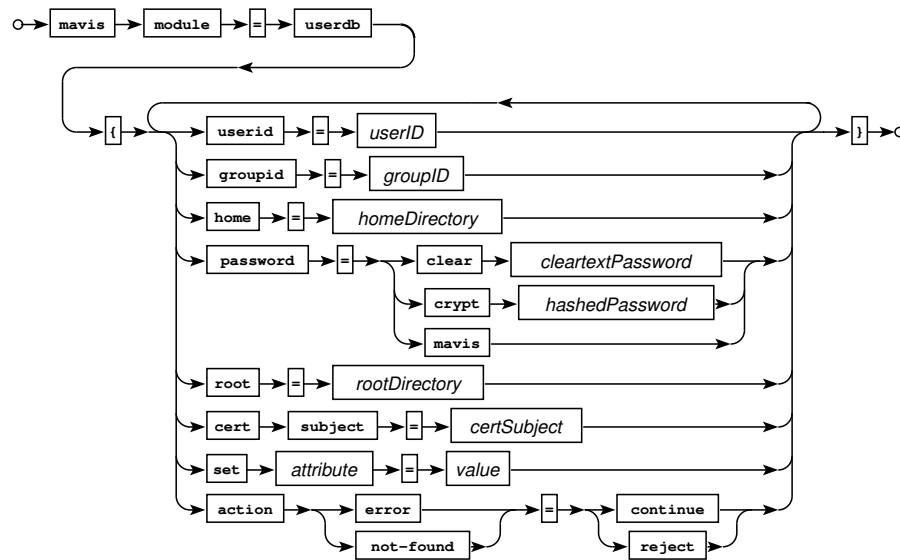 mavis module = userdb
{ userid = userID }
groupid = groupID
home = homeDirectory
password = clear cleartextPassword
crypt hashedPassword
mavis
root = rootDirectory
cert subject = certSubject
set attribute = value
action error = continue
not-found reject